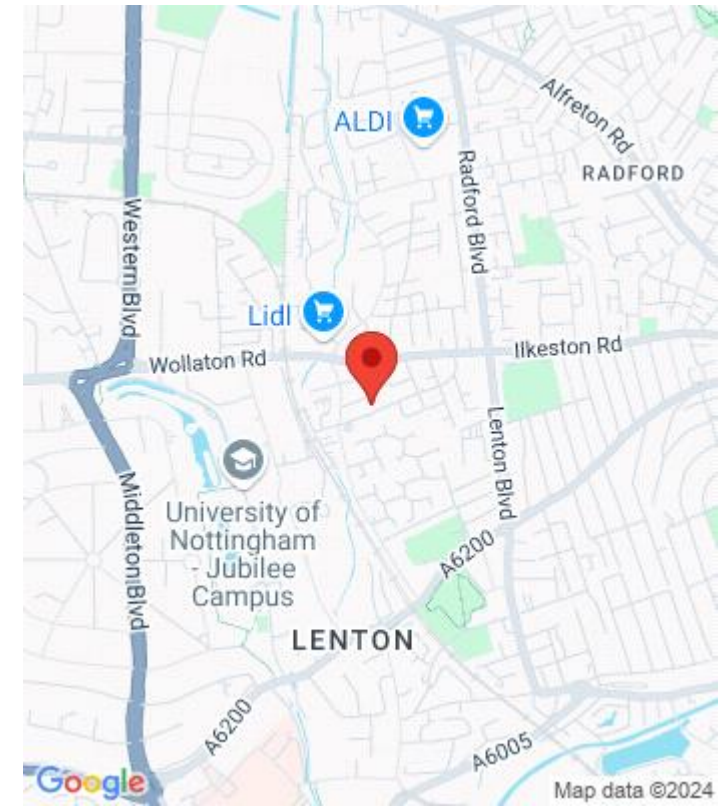 ALDI
Alfreton Rd
RADFORD
Radford Blvd
Western Blvd
Lidl
Wollaton Rd
Ilkeston Rd
Lenton Blvd
University of
Nottingham
- Jubilee
Campus
Middleton Blvd
A6200
LENTON
A6200
A6005
Google
Map data ©2024